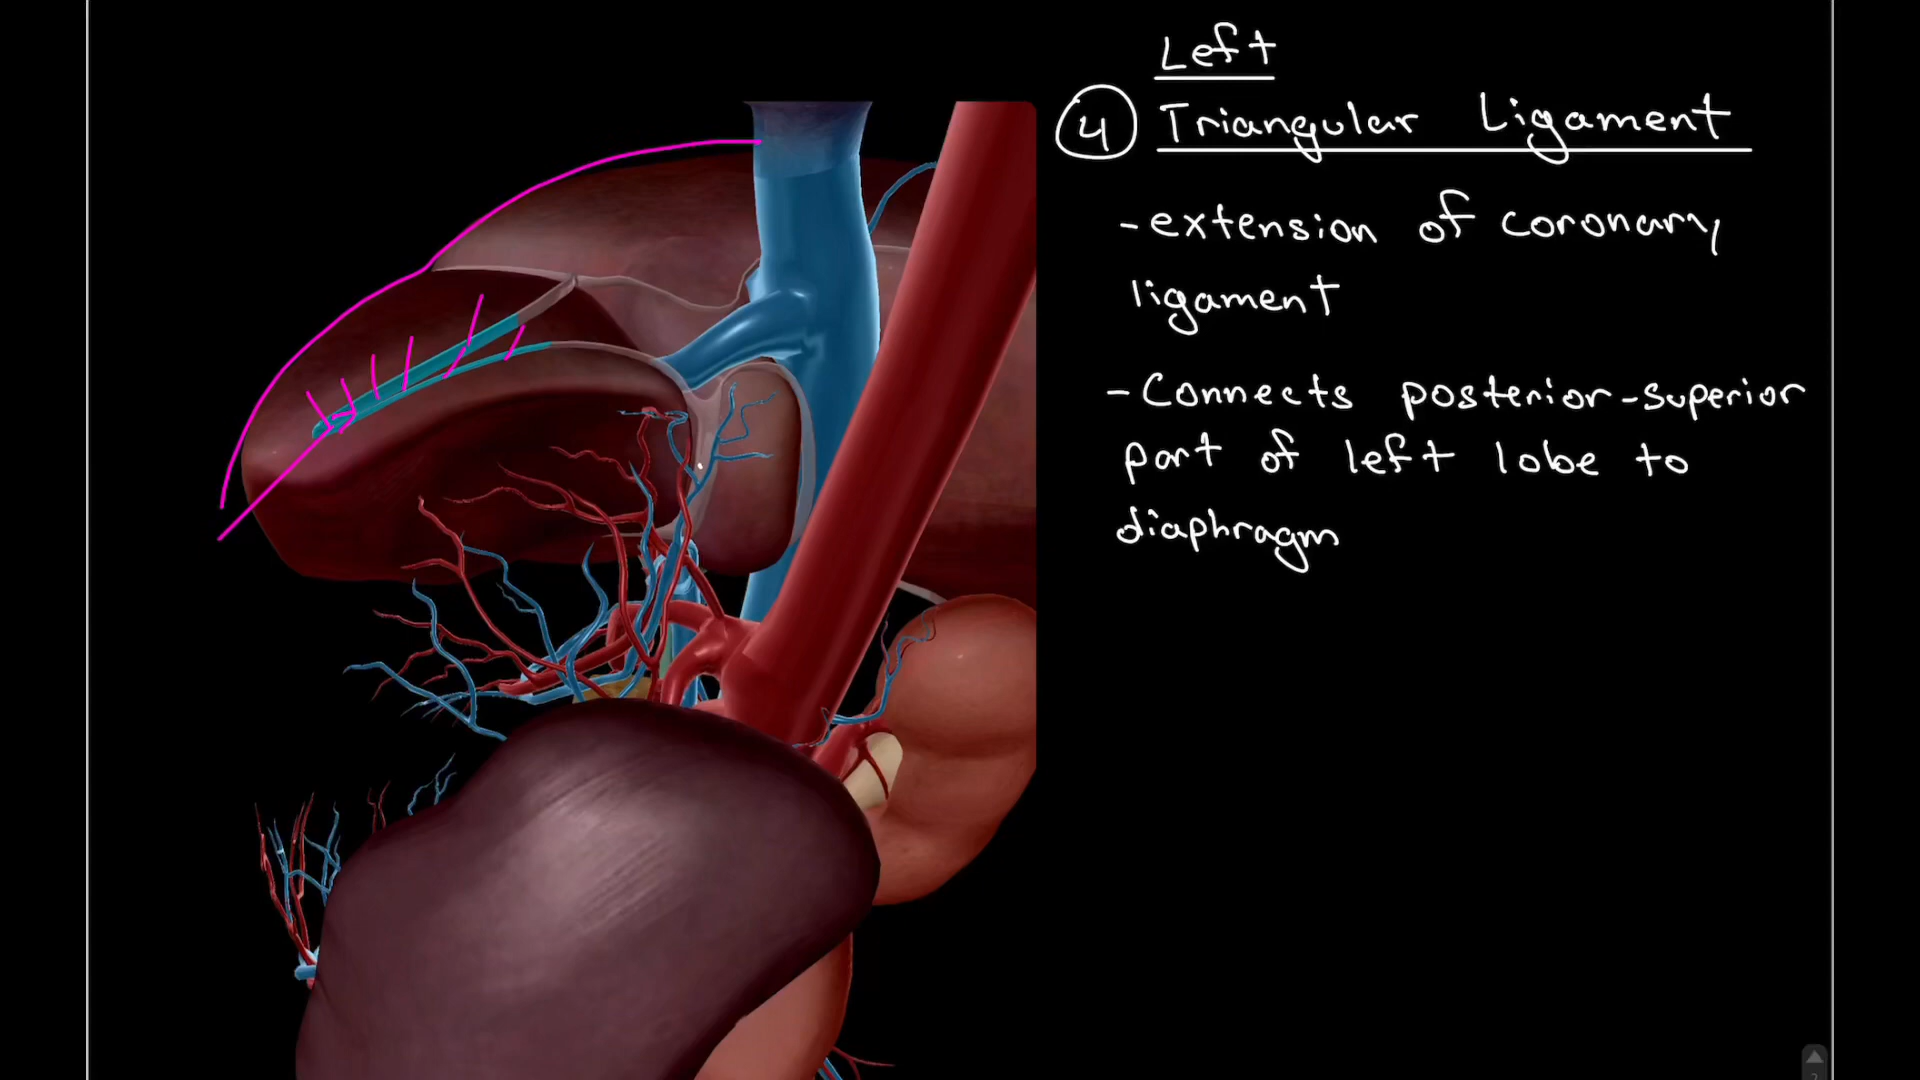 Left
4 Triangular Ligament
- extension of coronary
ligament
- Connects posterior-superior
part of left lobe to
diaphragm